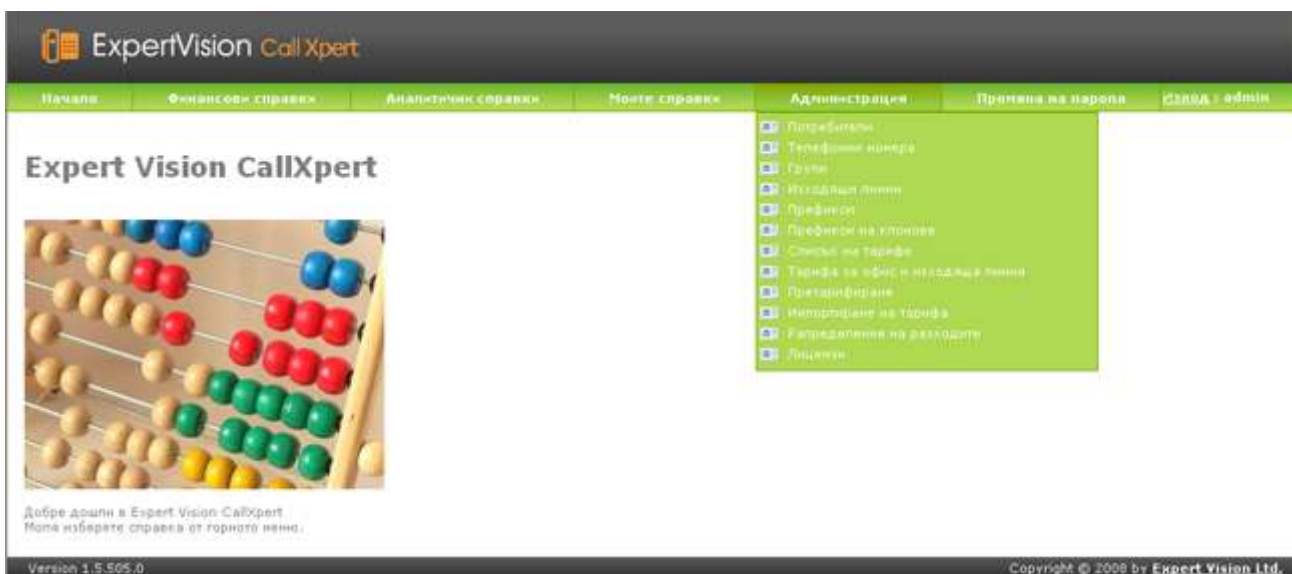 ExpertVision Call Xpert
Начало Финансови справки Аналитични справки Моите справки Администрация Промяна на парола Изход : admin
Потребители
Телефонни номера
Групи
Изходящи линии
Префикси
Префикси на клонове
Списък на тарифи
Тарифа за офис и изходяща линия
Претарифиране
Импортиране на тарифа
Разпределение на разходите
Лицензи
Expert Vision CallXpert
Добре дошли в Expert Vision CallXpert
Моля изберете справка от горното меню.
Version 1.5.505.0 Copyright © 2008 by Expert Vision Ltd.